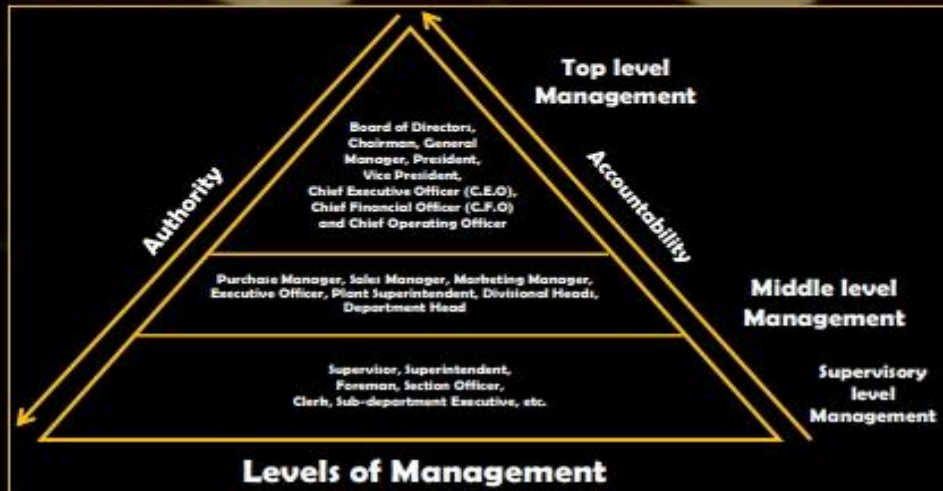 Top level
Management
Board of Directors,
Chairman, General
Manager, President,
Vice President,
Chief Executive Officer (C.E.O),
Chief Financial Officer (C.F.O)
and Chief Operating Officer
Authority
Accountability
Purchase Manager, Sales Manager, Marketing Manager,
Executive Officer, Plant Superintendent, Divisional Heads,
Department Head
Middle level
Management
Supervisor, Superintendent,
Foreman, Section Officer,
Clerk, Sub-department Executive, etc.
Supervisory
level
Management
Levels of Management